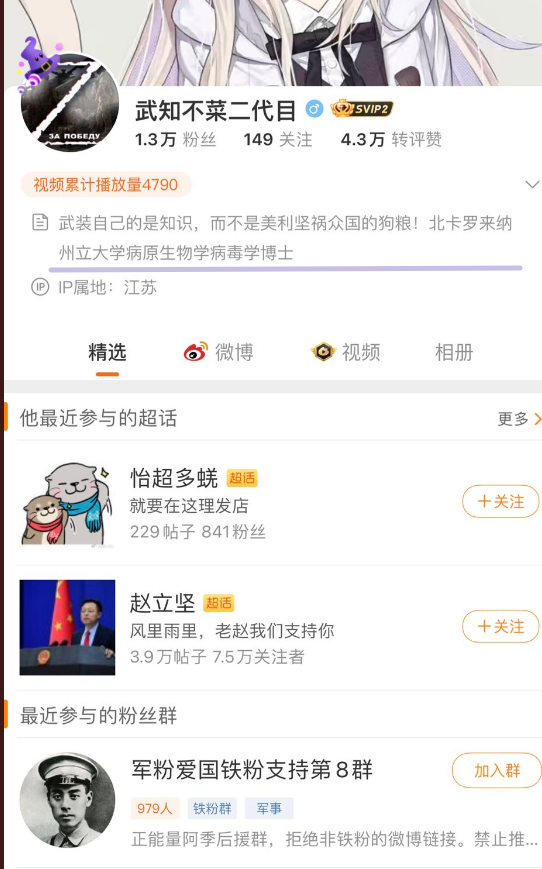 ЗА ПОБЕДУ
武知不菜二代目 SVIP2
1.3万 粉丝 149 关注 4.3万 转评赞
视频累计播放量4790
武装自己的是知识，而不是美利坚祸众国的狗粮！北卡罗来纳
州立大学病原生物学病毒学博士
IP IP属地：江苏
精选 微博 视频 相册
他最近参与的超话 更多
怡超多蜣 超话
就要在这理发店
229帖子 841粉丝
＋关注
赵立坚 超话
风里雨里，老赵我们支持你
3.9万帖子 7.5万关注者
＋关注
最近参与的粉丝群
军粉爱国铁粉支持第8群
979人 铁粉群 军事
加入群
正能量阿季后援群，拒绝非铁粉的微博链接。禁止推...